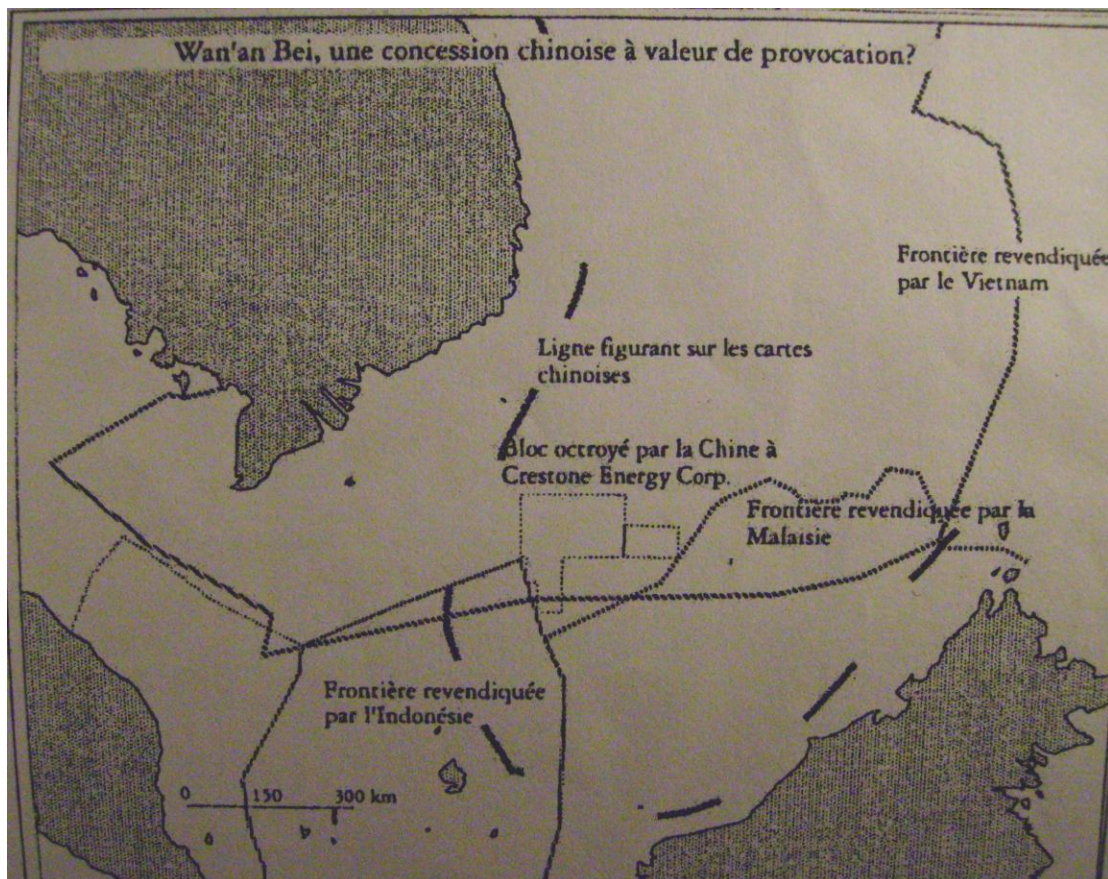 Wan'an Bei, une concession chinoise à valeur de provocation?
Frontière revendiquée
par le Vietnam
Ligne figurant sur les cartes
chinoises
Bloc octroyé par la Chine à
Crestone Energy Corp.
Frontière revendiquée par la
Malaisie
Frontière revendiquée
par l'Indonésie
0 150 300 km